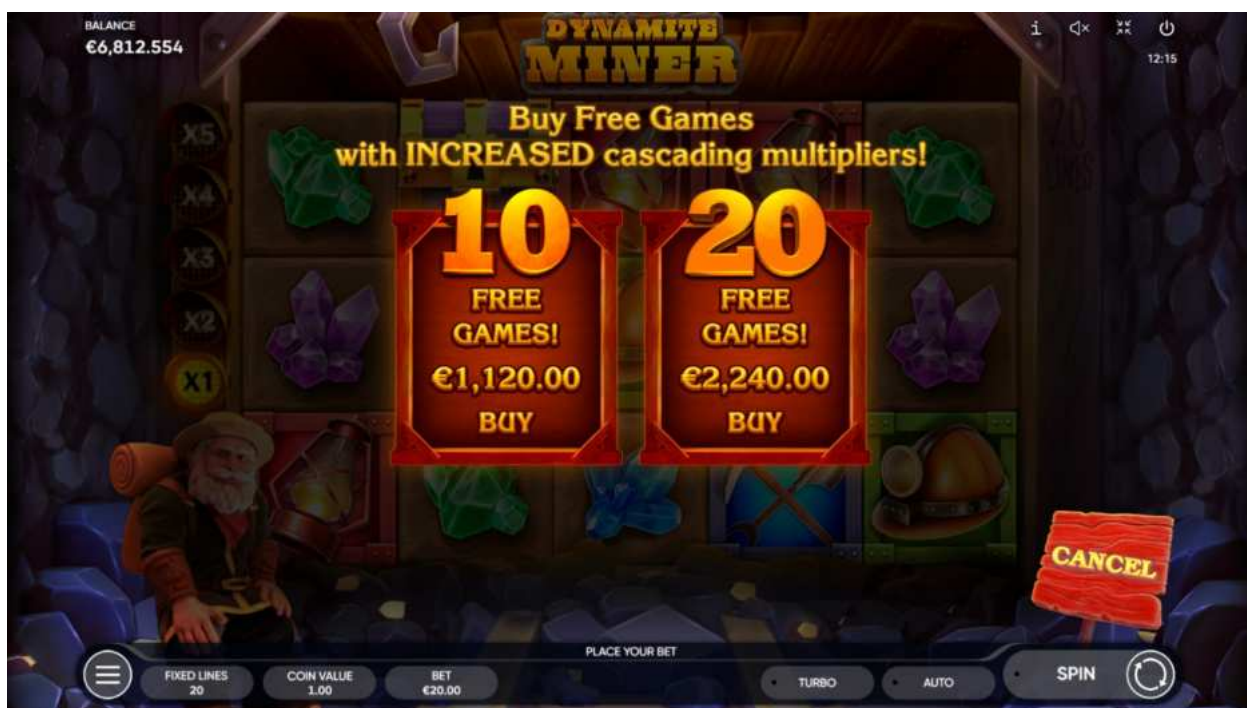 BALANCE
€6,812.554
DYNAMITE
MINER
i
12:15
Buy Free Games
with INCREASED cascading multipliers!
X5
X4
X3
X2
X1
10
FREE
GAMES!
€1,120.00
BUY
20
FREE
GAMES!
€2,240.00
BUY
CANCEL
PLACE YOUR BET
FIXED LINES
20
COIN VALUE
1.00
BET
€20.00
TURBO
AUTO
SPIN